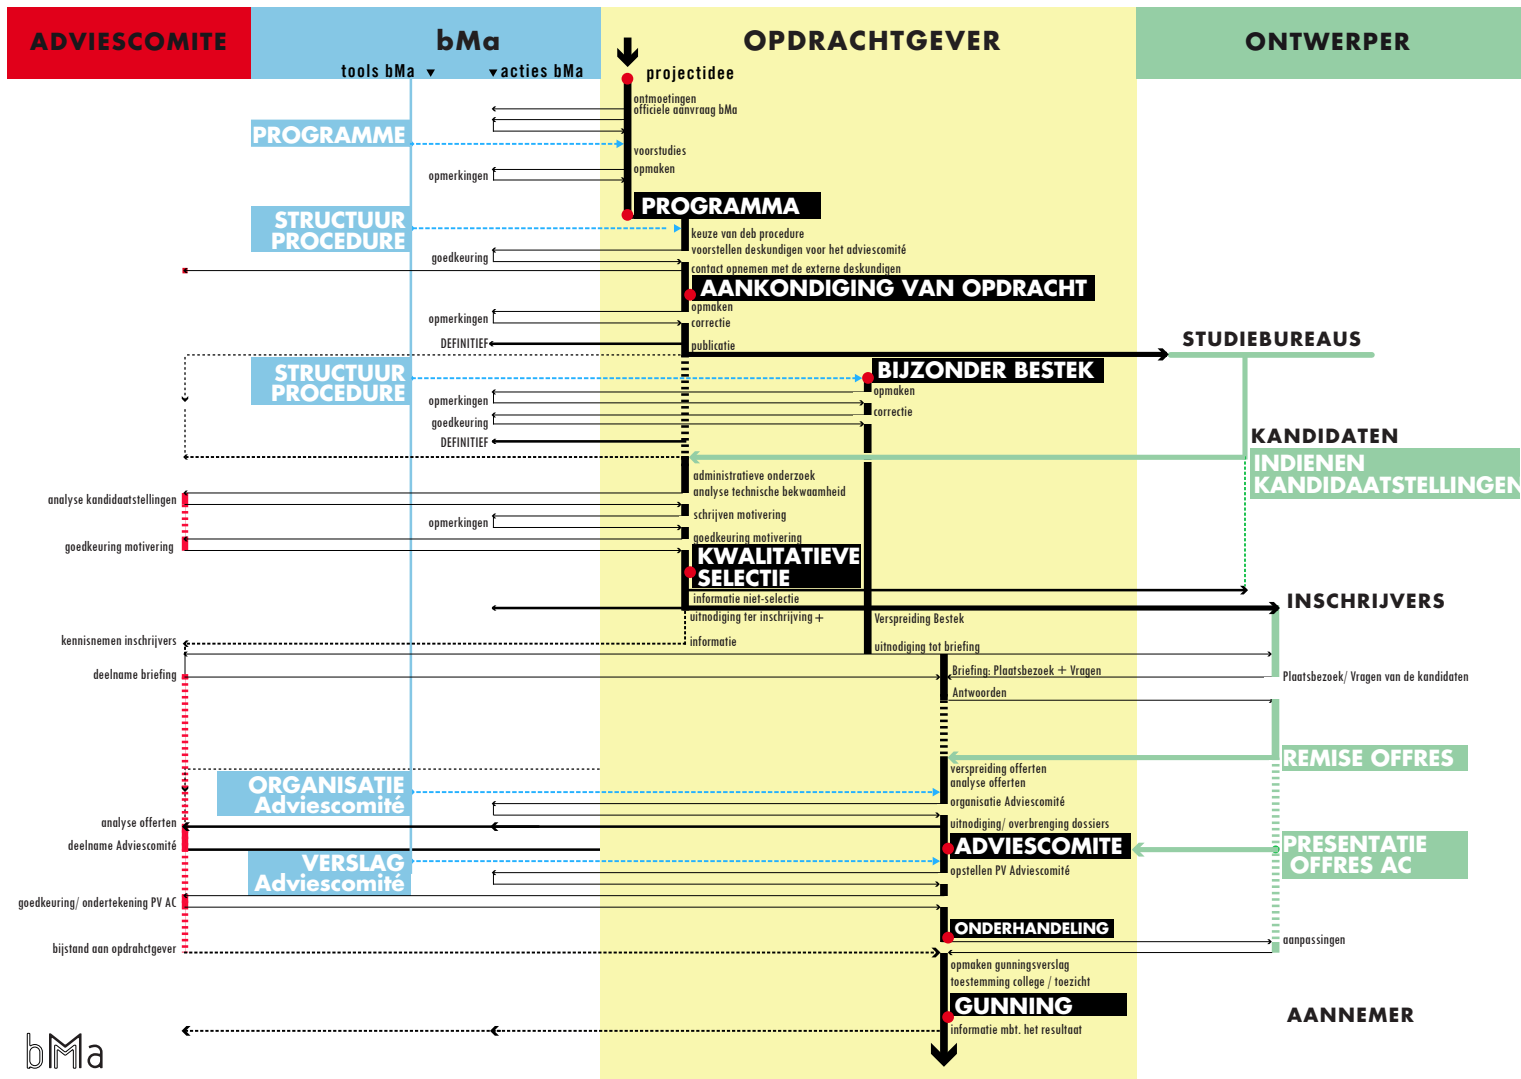 ADVIESCOMITE
bMa
OPDRACHTGEVER
ONTWERPER
tools bMa ▼
▼ acties bMa
projectidee
ontmoetingen
officiele aanvraag bMa
PROGRAMME
voorstudies
opmaken
opmerkingen
PROGRAMMA
STRUCTUUR
PROCEDURE
keuze van deb procedure
voorstellen deskundigen voor het adviescomité
goedkeuring
contact opnemen met de externe deskundigen
AANKONDIGING VAN OPDRACHT
opmaken
opmerkingen
correctie
DEFINITIEF
publicatie
STUDIEBUREAUS
STRUCTUUR
PROCEDURE
BIJZONDER BESTEK
opmaken
opmerkingen
correctie
goedkeuring
DEFINITIEF
KANDIDATEN
INDIENEN
KANDIDAATSTELLINGEN
administratieve onderzoek
analyse technische bekwaamheid
analyse kandidaatstellingen
schrijven motivering
opmerkingen
goedkeuring motivering
goedkeuring motivering
KWALITATIEVE
SELECTIE
informatie niet-selectie
INSCHRIJVERS
uitnodiging ter inschrijving +
Verspreiding Bestek
kennisnemen inschrijvers
informatie
uitnodiging tot briefing
deelname briefing
Briefing: Plaatsbezoek + Vragen
Plaatsbezoek/ Vragen van de kandidaten
Antwoorden
REMISE OFFRES
verspreiding offerten
analyse offerten
ORGANISATIE
Adviescomité
organisatie Adviescomité
analyse offerten
uitnodiging/ overbrenging dossiers
deelname Adviescomité
ADVIESCOMITE
PRESENTATIE
OFFRES AC
VERSLAG
Adviescomité
opstellen PV Adviescomité
goedkeuring/ ondertekening PV AC
ONDERHANDELING
aanpassingen
bijstand aan opdrahctgever
opmaken gunningsverslag
toestemming college / toezicht
GUNNING
AANNEMER
informatie mbt. het resultaat
bMa